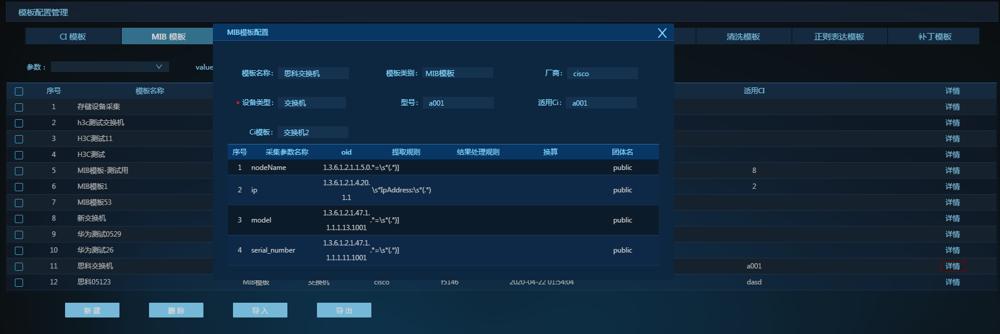 模板配置管理
CI 模板
MIB 模板
清洗模板
正则表达模板
补丁模板
参数：
value
序号 模板名称 适用CI 详情
1 存储设备采集 详情
2 h3c测试交换机 详情
3 H3C测试11 详情
4 H3C测试 详情
5 MIB模板-测试用 8 详情
6 MIB模板1 2 详情
7 MIB模板53 详情
8 新交换机 详情
9 华为测试0529 详情
10 华为测试26 详情
11 思科交换机 a001 详情
12 思科05123 MIB模板 交换机 cisco f5146 2020-04-22 01:54:04 dasd 详情
新 建
删 除
导 入
导 出
MIB模板配置
X
模板名称： 思科交换机 模板类别： MIB模板 厂商： cisco
* 设备类型： 交换机 型号： a001 适用Ci： a001
Ci模板： 交换机2
序号 采集参数名称 oid 提取规则 结果处理规则 换算 团体名
1 nodeName 1.3.6.1.2.1.1.5.0 .*=\s*(.*)] public
2 ip 1.3.6.1.2.1.4.20. \s*IpAddress:\s*(.*) public
1.1
3 model 1.3.6.1.2.1.47.1. .*=\s*(.*)] public
1.1.1.13.1001
4 serial_number 1.3.6.1.2.1.47.1. .*=\s*(.*)] public
1.1.1.11.1001